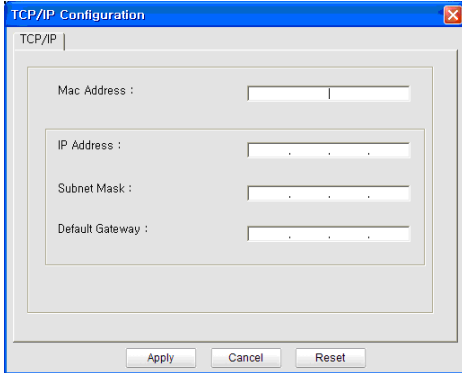 TCP/IP Configuration
TCP/IP
Mac Address :
IP Address :
. . .
Subnet Mask :
. . .
Default Gateway :
. . .
Apply Cancel Reset